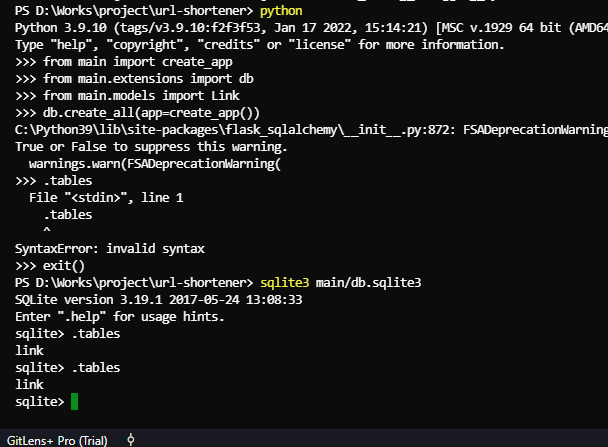 PS D:\Works\project\url-shortener> python
Python 3.9.10 (tags/v3.9.10:f2f3f53, Jan 17 2022, 15:14:21) [MSC v.1929 64 bit (AMD64
Type "help", "copyright", "credits" or "license" for more information.
>>> from main import create_app
>>> from main.extensions import db
>>> from main.models import Link
>>> db.create_all(app=create_app())
C:\Python39\lib\site-packages\flask_sqlalchemy\__init__.py:872: FSADeprecationWarning
True or False to suppress this warning.
  warnings.warn(FSADeprecationWarning(
>>> .tables
  File "<stdin>", line 1
    .tables
    ^
SyntaxError: invalid syntax
>>> exit()
PS D:\Works\project\url-shortener> sqlite3 main/db.sqlite3
SQLite version 3.19.1 2017-05-24 13:08:33
Enter ".help" for usage hints.
sqlite> .tables
link
sqlite> .tables
link
sqlite>
GitLens+ Pro (Trial)